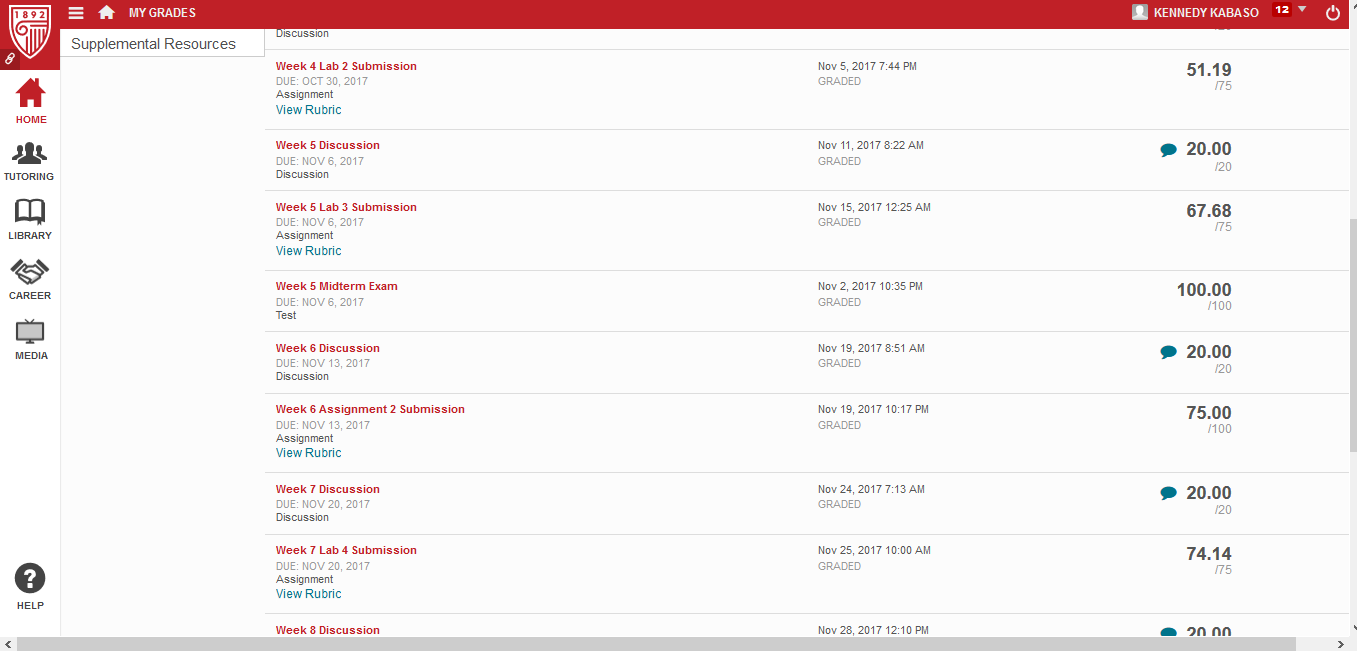 1892
MY GRADES
KENNEDY KABASO
12
Supplemental Resources
HOME
TUTORING
LIBRARY
CAREER
MEDIA
?
HELP
Discussion
Week 4 Lab 2 Submission
Nov 5, 2017 7:44 PM
51.19
DUE: OCT 30, 2017
GRADED
/75
Assignment
View Rubric
Week 5 Discussion
Nov 11, 2017 8:22 AM
20.00
DUE: NOV 6, 2017
GRADED
/20
Discussion
Week 5 Lab 3 Submission
Nov 15, 2017 12:25 AM
67.68
DUE: NOV 6, 2017
GRADED
/75
Assignment
View Rubric
Week 5 Midterm Exam
Nov 2, 2017 10:35 PM
100.00
DUE: NOV 6, 2017
GRADED
/100
Test
Week 6 Discussion
Nov 19, 2017 8:51 AM
20.00
DUE: NOV 13, 2017
GRADED
/20
Discussion
Week 6 Assignment 2 Submission
Nov 19, 2017 10:17 PM
75.00
DUE: NOV 13, 2017
GRADED
/100
Assignment
View Rubric
Week 7 Discussion
Nov 24, 2017 7:13 AM
20.00
DUE: NOV 20, 2017
GRADED
/20
Discussion
Week 7 Lab 4 Submission
Nov 25, 2017 10:00 AM
74.14
DUE: NOV 20, 2017
GRADED
/75
Assignment
View Rubric
Week 8 Discussion
Nov 28, 2017 12:10 PM
20.00